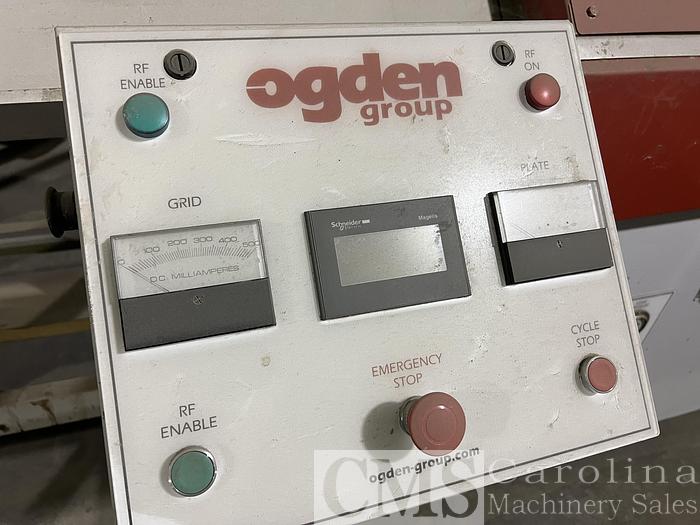 RF
ENABLE
ogden
group
RF
ON
GRID
0 100 200 300 400 500
D.C. MILLIAMPERES
Schneider
Electric
Magelis
PLATE
EMERGENCY
STOP
CYCLE
STOP
RF
ENABLE
ogden-group.com
CMS Carolina
Machinery Sales